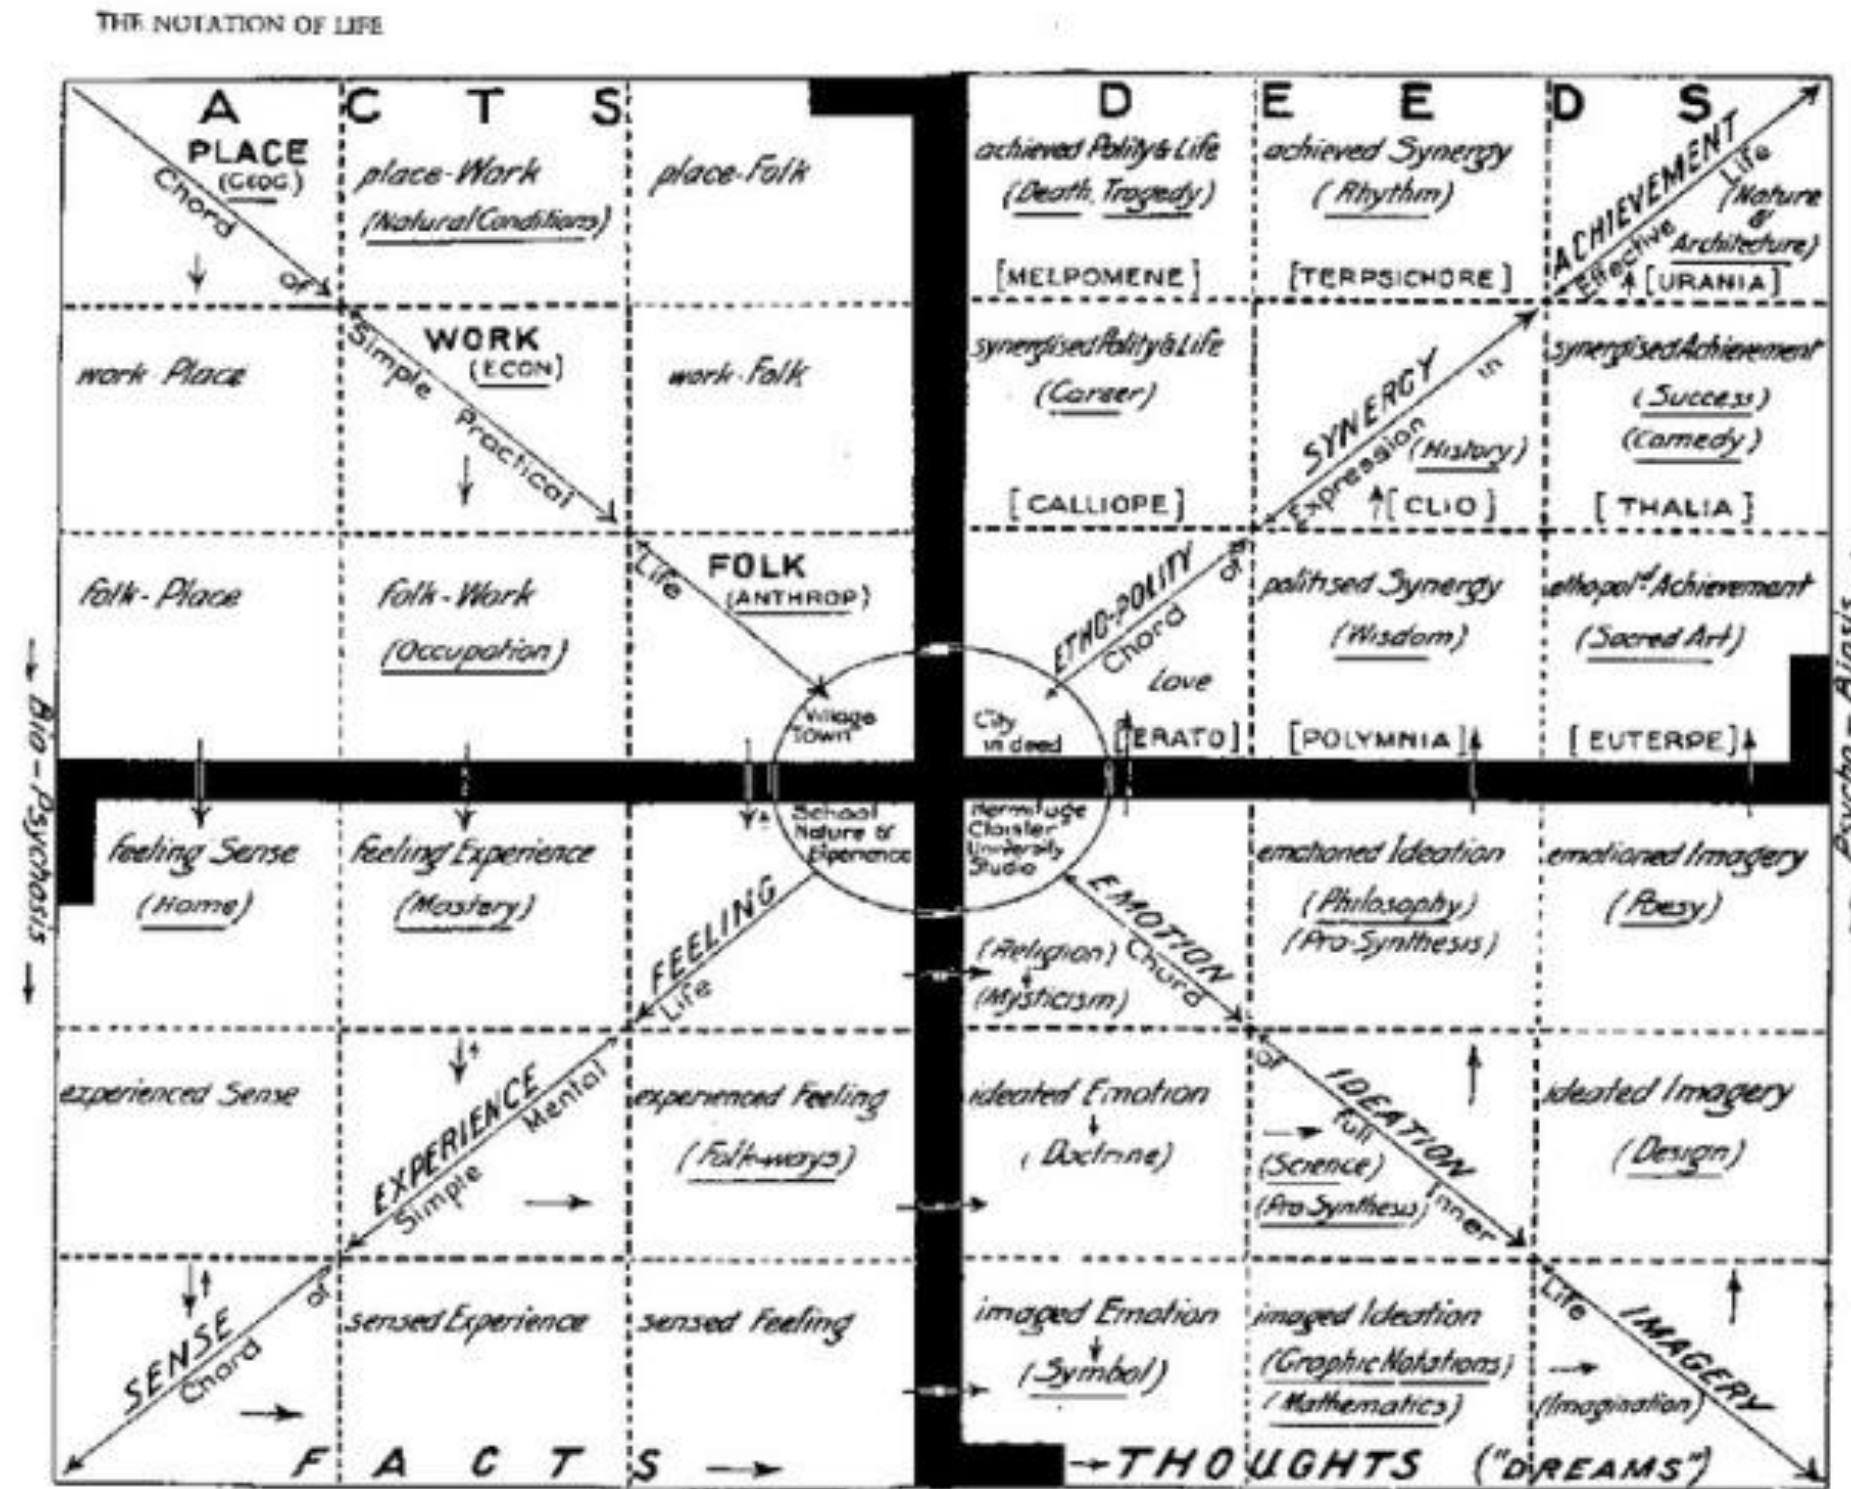 THE NOTATION OF LIFE
A C T S
PLACE
(GEOG)
Chord of
place-Work
(Natural Conditions)
place-Folk
work-Place
WORK
(ECON)
Simple Practical
work-Folk
folk-Place
folk-Work
(Occupation)
FOLK
(ANTHROP)
Life
Village
Town
D E E D S
achieved Polity & Life
(Death, Tragedy)
[MELPOMENE]
achieved Synergy
(Rhythm)
[TERPSICHORE]
ACHIEVEMENT
Effective Life
(Nature
&
Architecture)
[URANIA]
synergised Polity & Life
(Career)
[CALLIOPE]
SYNERGY
Expression in
(History)
[CLIO]
synergised Achievement
(Success)
(Comedy)
[THALIA]
ETHO-POLITY
Chord of
Love
[ERATO]
City
in deed
politised Synergy
(Wisdom)
[POLYMNIA]
ethopol.d Achievement
(Sacred Art)
[EUTERPE]
← Bio-Psychosis →
feeling Sense
(Home)
feeling Experience
(Mastery)
FEELING
Life
School
Nature &
Experience
experienced Sense
EXPERIENCE
Simple Mental
experienced Feeling
(Folk-ways)
SENSE
Chord of
sensed Experience
sensed Feeling
F A C T S →
Hermitage
Cloister
University
Studio
EMOTION
Chord
(Religion)
(Mysticism)
emotioned Ideation
(Philosophy)
(Pro-Synthesis)
emotioned Imagery
(Poesy)
ideated Emotion
(Doctrine)
IDEATION
of Full Inner
(Science)
(Pro Synthesis)
ideated Imagery
(Design)
imaged Emotion
(Symbol)
imaged Ideation
(Graphic Notations)
(Mathematics)
IMAGERY
Life
(Imagination)
→ THOUGHTS ("DREAMS")